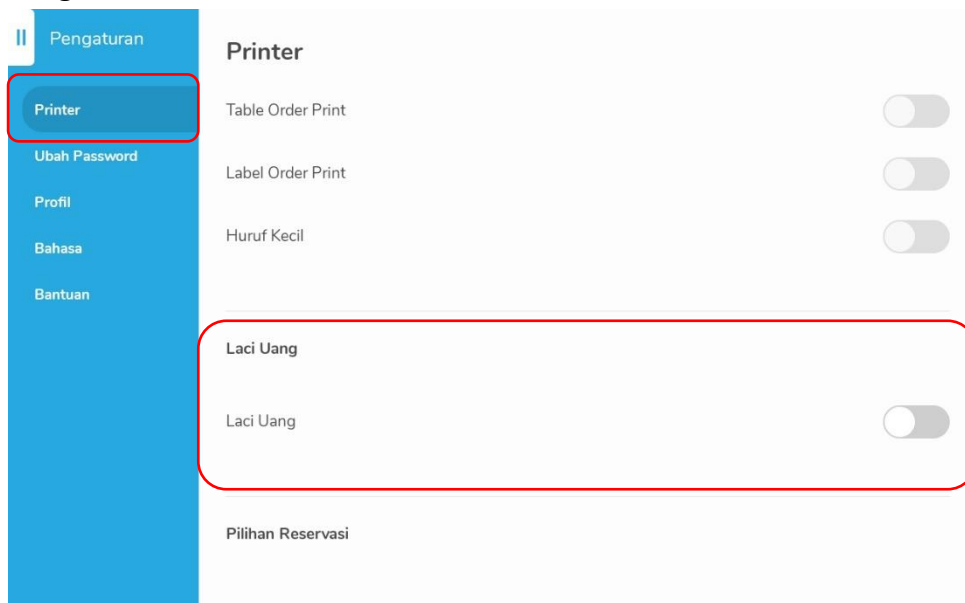 Pengaturan
Printer
Ubah Password
Profil
Bahasa
Bantuan
Printer
Table Order Print
Label Order Print
Huruf Kecil
Laci Uang
Laci Uang
Pilihan Reservasi